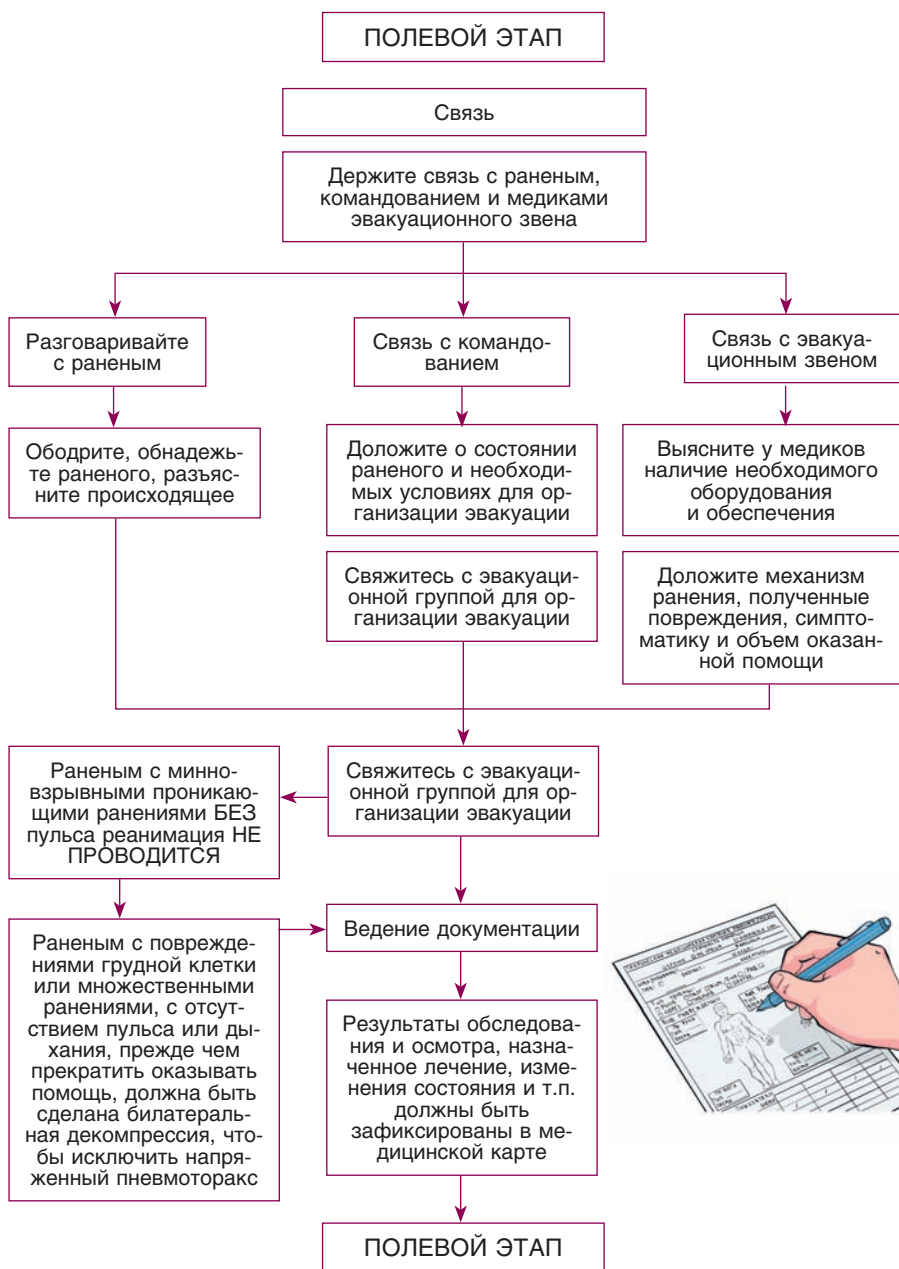 ПОЛЕВОЙ ЭТАП
Связь
Держите связь с раненым,
командованием и медиками
эвакуационного звена
Разговаривайте
с раненым
Связь с командо-
ванием
Связь с эвакуа-
ционным звеном
Ободрите, обнадежь-
те раненого, разъяс-
ните происходящее
Доложите о состоянии
раненого и необходи-
мых условиях для ор-
ганизации эвакуации
Выясните у медиков
наличие необходимого
оборудования
и обеспечения
Свяжитесь с эвакуаци-
онной группой для ор-
ганизации эвакуации
Доложите механизм
ранения, полученные
повреждения, симпто-
матику и объем оказан-
ной помощи
Раненым с минно-
взрывными проникаю-
щими ранениями БЕЗ
пульса реанимация НЕ
ПРОВОДИТСЯ
Свяжитесь с эвакуаци-
онной группой для ор-
ганизации эвакуации
Раненым с поврежде-
ниями грудной клетки
или множественными
ранениями, с отсут-
ствием пульса или ды-
хания, прежде чем
прекратить оказывать
помощь, должна быть
сделана билатераль-
ная декомпрессия, что-
бы исключить напря-
женный пневмоторакс
Ведение документации
Результаты обследова-
ния и осмотра, назна-
ченное лечение, изме-
нения состояния и т.п.
должны быть
зафиксированы в ме-
дицинской карте
ПОЛЕВОЙ ЭТАП